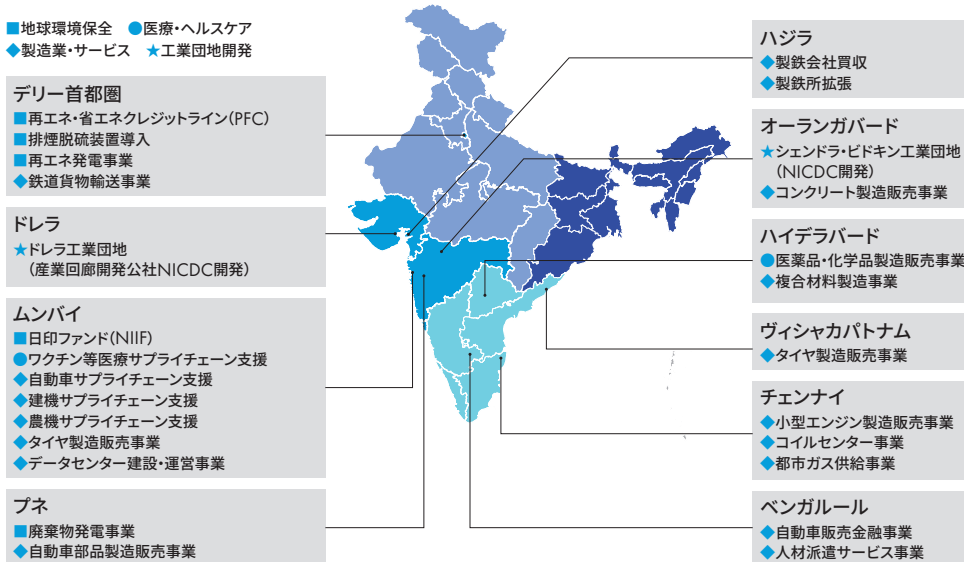 ■地球環境保全 ●医療・ヘルスケア
◆製造業・サービス ★工業団地開発
デリー首都圏
■再エネ・省エネクレジットライン(PFC)
■排煙脱硫装置導入
■再エネ発電事業
◆鉄道貨物輸送事業
ドレラ
★ドレラ工業団地
(産業回廊開発公社NICDC開発)
ムンバイ
■日印ファンド(NIIF)
●ワクチン等医療サプライチェーン支援
◆自動車サプライチェーン支援
◆建機サプライチェーン支援
◆農機サプライチェーン支援
◆タイヤ製造販売事業
◆データセンター建設・運営事業
プネ
■廃棄物発電事業
◆自動車部品製造販売事業
ハジラ
◆製鉄会社買収
◆製鉄所拡張
オーランガバード
★シェンドラ・ビドキン工業団地
(NICDC開発)
◆コンクリート製造販売事業
ハイデラバード
●医薬品・化学品製造販売事業
◆複合材料製造事業
ヴィシャカパトナム
◆タイヤ製造販売事業
チェンナイ
◆小型エンジン製造販売事業
◆コイルセンター事業
◆都市ガス供給事業
ベンガルール
◆自動車販売金融事業
◆人材派遣サービス事業